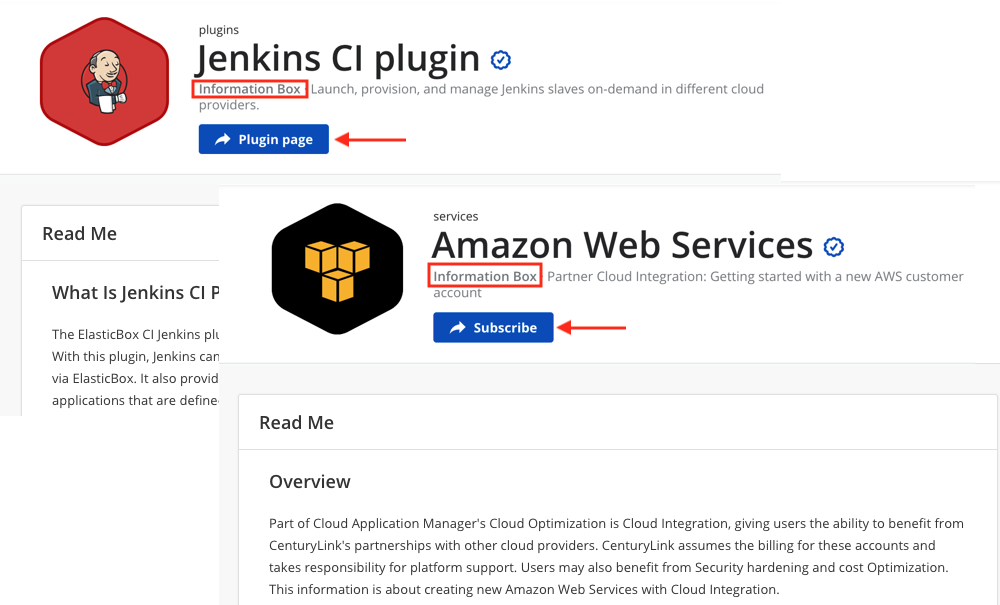 plugins
Jenkins CI plugin
Information Box · Launch, provision, and manage Jenkins slaves on-demand in different cloud
providers.
Plugin page
Read Me
What Is Jenkins CI P
The ElasticBox CI Jenkins plu
With this plugin, Jenkins can
via ElasticBox. It also provid
applications that are define
services
Amazon Web Services
Information Box Partner Cloud Integration: Getting started with a new AWS customer
account
Subscribe
Read Me
Overview
Part of Cloud Application Manager's Cloud Optimization is Cloud Integration, giving users the ability to benefit from
CenturyLink's partnerships with other cloud providers. CenturyLink assumes the billing for these accounts and
takes responsibility for platform support. Users may also benefit from Security hardening and cost Optimization.
This information is about creating new Amazon Web Services with Cloud Integration.